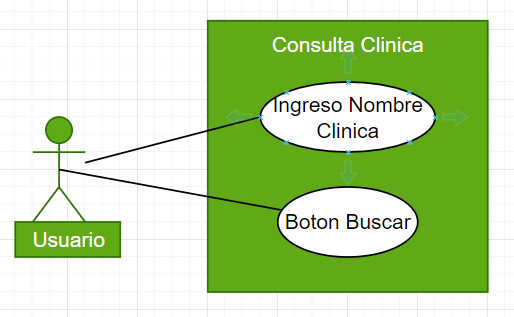 Consulta Clinica
Ingreso Nombre
Clinica
Boton Buscar
Usuario